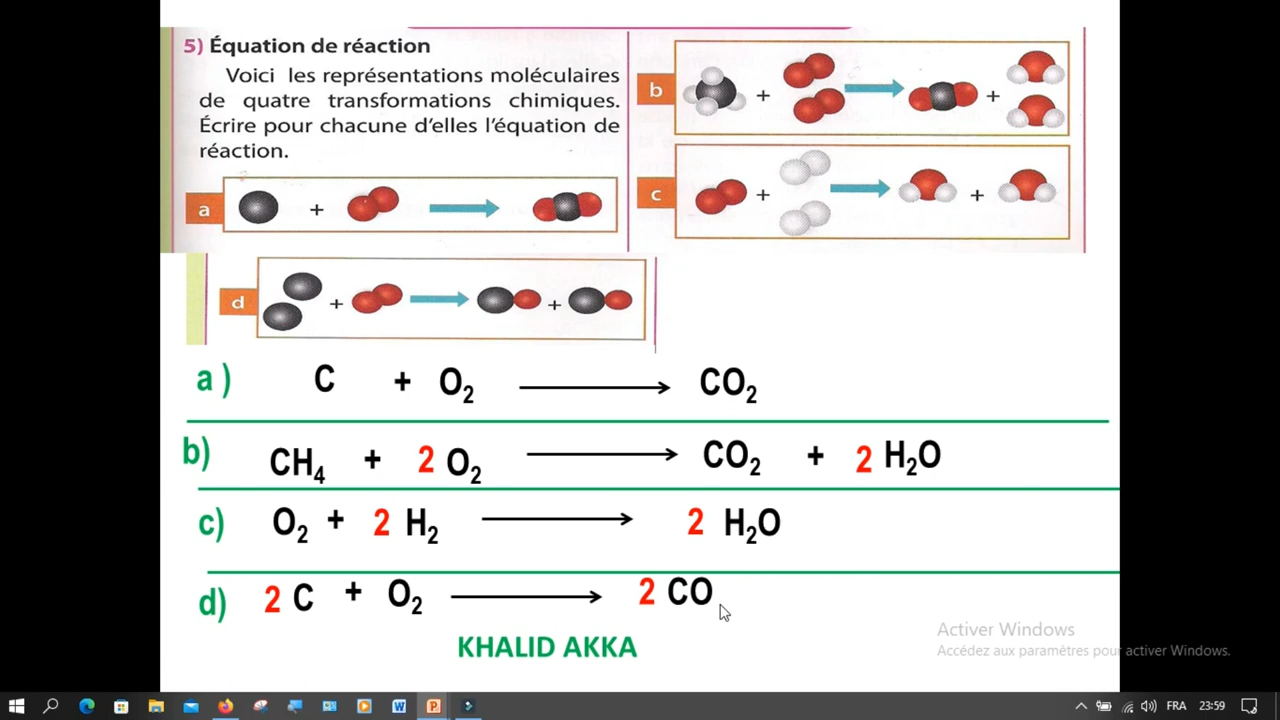 5) Équation de réaction
Voici les représentations moléculaires
de quatre transformations chimiques.
Écrire pour chacune d'elles l'équation de
réaction.
a + 
b + +
c + +
d + +
a ) C + O₂ ⟶ CO₂
b) CH₄ + 2 O₂ ⟶ CO₂ + 2 H₂O
c) O₂ + 2 H₂ ⟶ 2 H₂O
d) 2 C + O₂ ⟶ 2 CO
KHALID AKKA
Activer Windows
Accédez aux paramètres pour activer Windows.
FRA 23:59